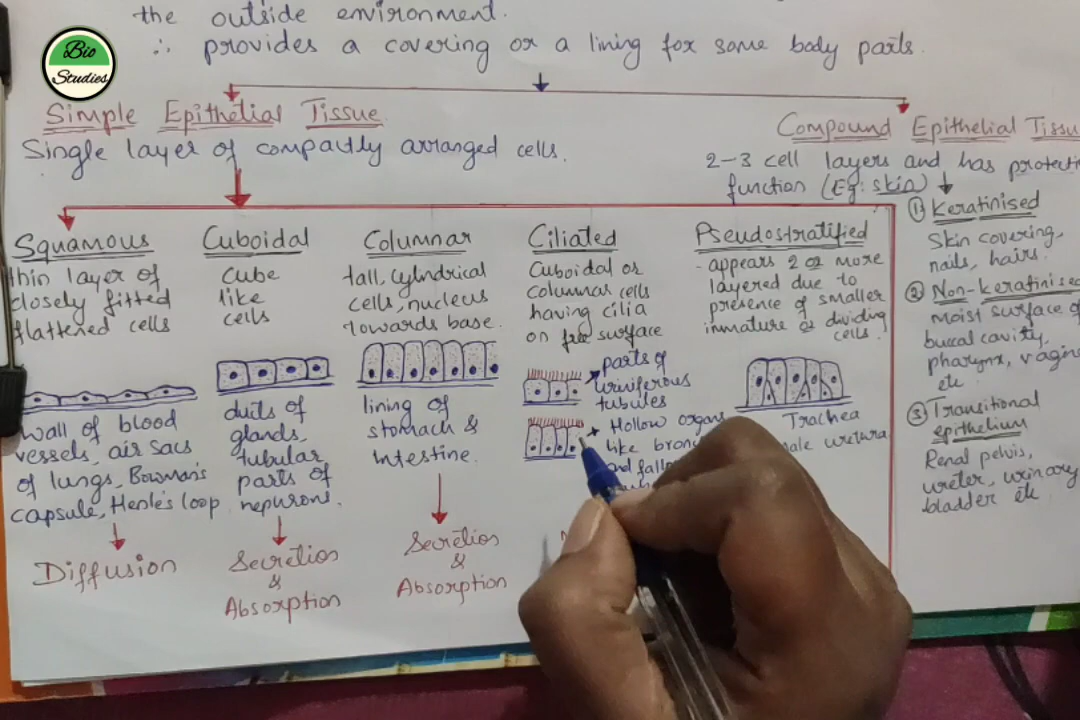 the outside environment.
∴ provides a covering or a lining for some body parts.
Bio
Studies
Simple Epithelial Tissue
Single layer of compactly arranged cells.
Compound Epithelial Tissu
2-3 cell layers and has protecti
function (Eg: skin)
Squamous
thin layer of
closely fitted
flattened cells
wall of blood
vessels, air sacs
of lungs, Bowman's
capsule, Henle's loop
Diffusion
Cuboidal
Cube
like
cells
ducts of
glands,
tubular
parts of
nephrons.
Secretion
&
Absorption
Columnar
tall, cylindrical
cells, nucleus
towards base.
lining of
stomach &
Intestine.
Secretion
&
Absorption
Ciliated
Cuboidal or
columnar cells
having cilia
on free surface
parts of
uriniferous
tubules
Hollow organs
like bron
and fallo
Pseudostratified
- appears 2 or more
layered due to
presence of smaller
immature or dividing
cells.
Trachea
ale urethra
① Keratinised
Skin covering,
nails, hairs.
② Non-keratinised
moist surface of
buccal cavity,
pharynx, vagina
etc.
③ Transitional
epithelium
Renal pelvis,
ureter, urinary
bladder etc